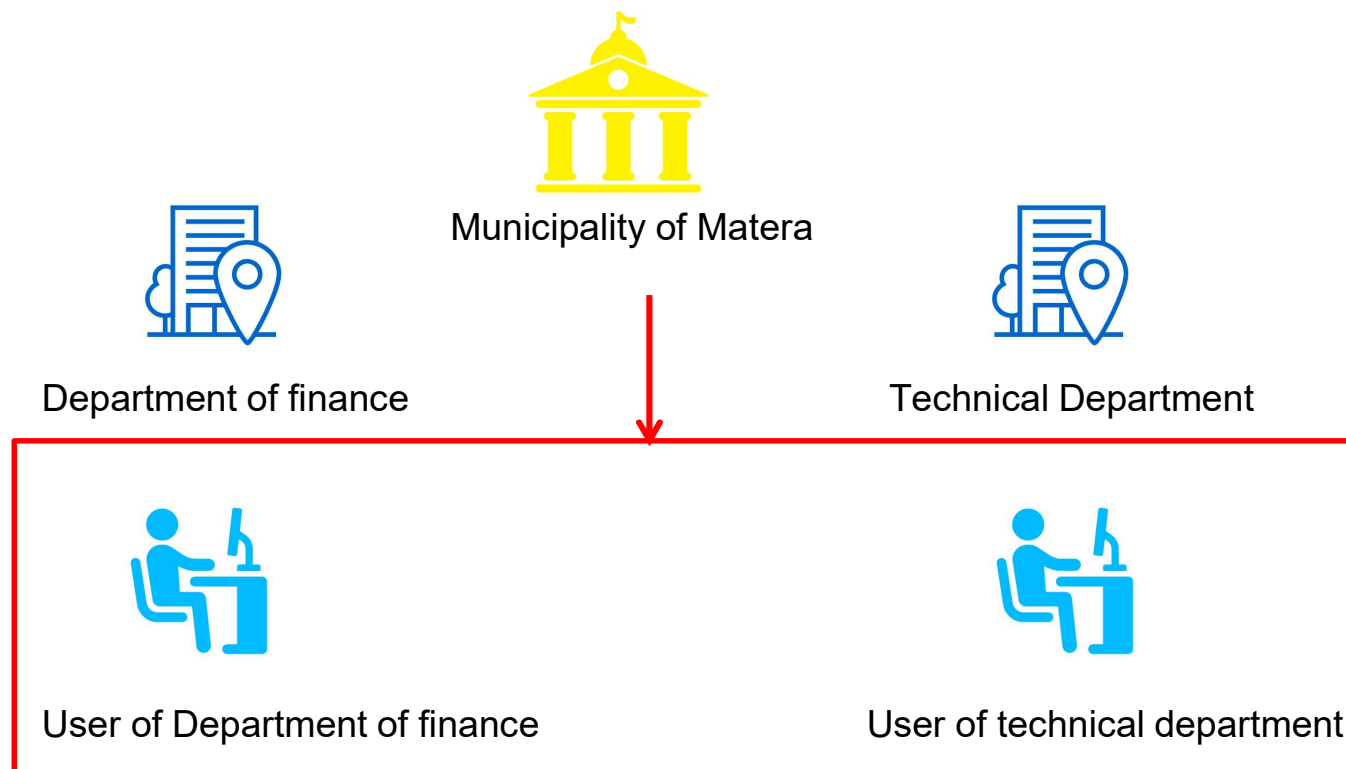 Municipality of Matera
Department of finance
Technical Department
User of Department of finance
User of technical department